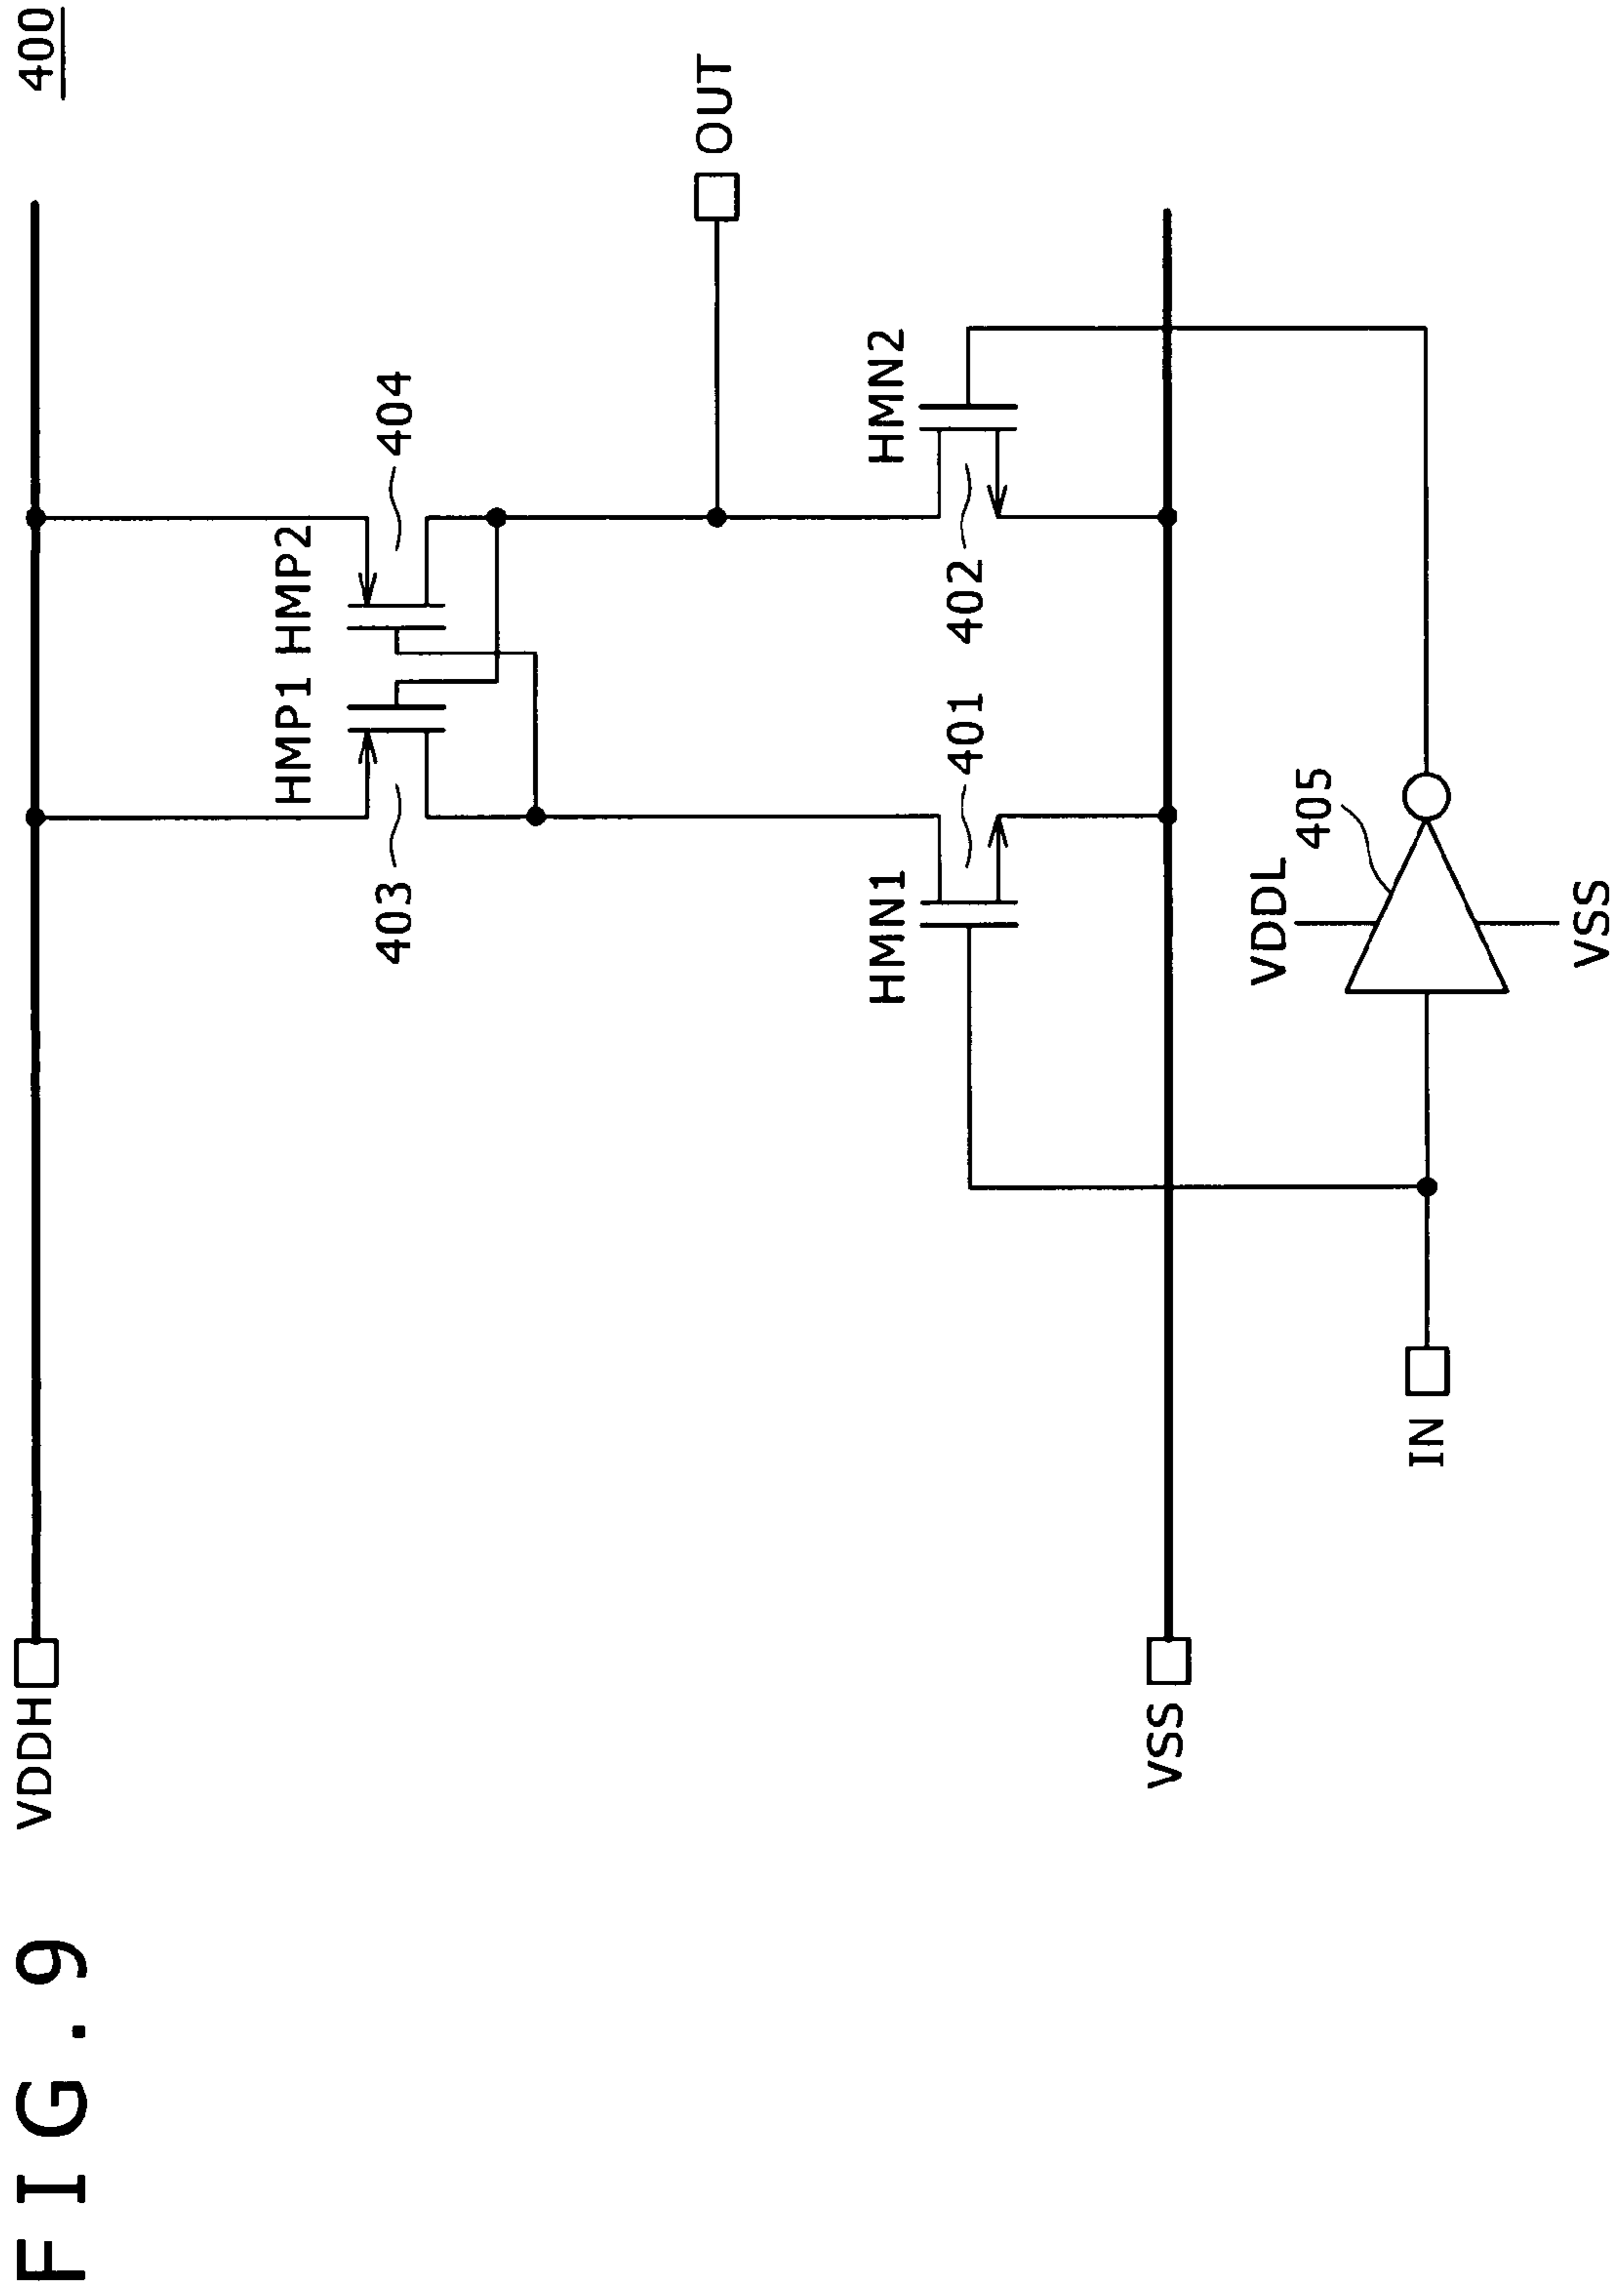 FIG. 9
400
VDDH
HMP1 HMP2
403
404
OUT
HMN1
HMN2
401
402
VSS
VDDL
405
IN
VSS